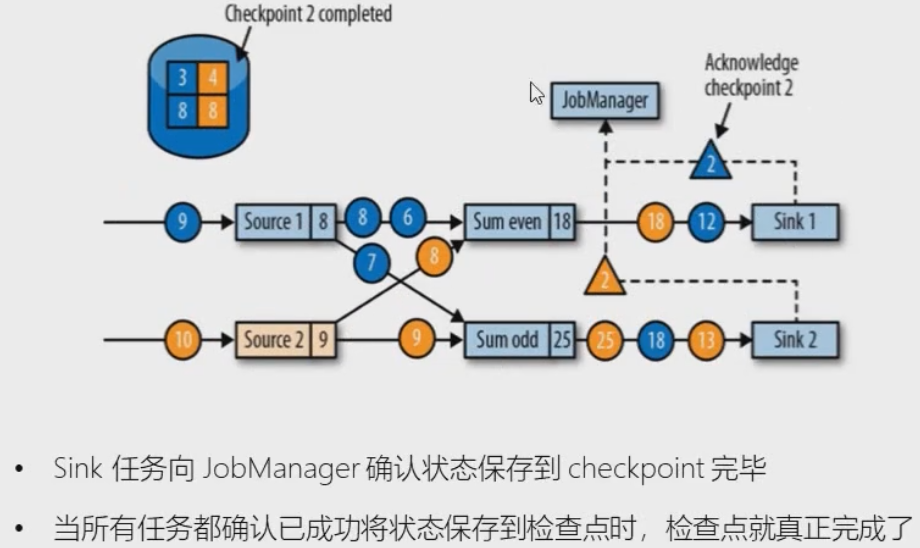 Checkpoint 2 completed
3 4
8 8
JobManager
Acknowledge
checkpoint 2
2
9 Source 1 8 8 6 Sum even 18 18 12 Sink 1
7 8
2
10 Source 2 9 9 Sum odd 25 25 18 13 Sink 2
• Sink 任务向 JobManager 确认状态保存到 checkpoint 完毕
• 当所有任务都确认已成功将状态保存到检查点时，检查点就真正完成了